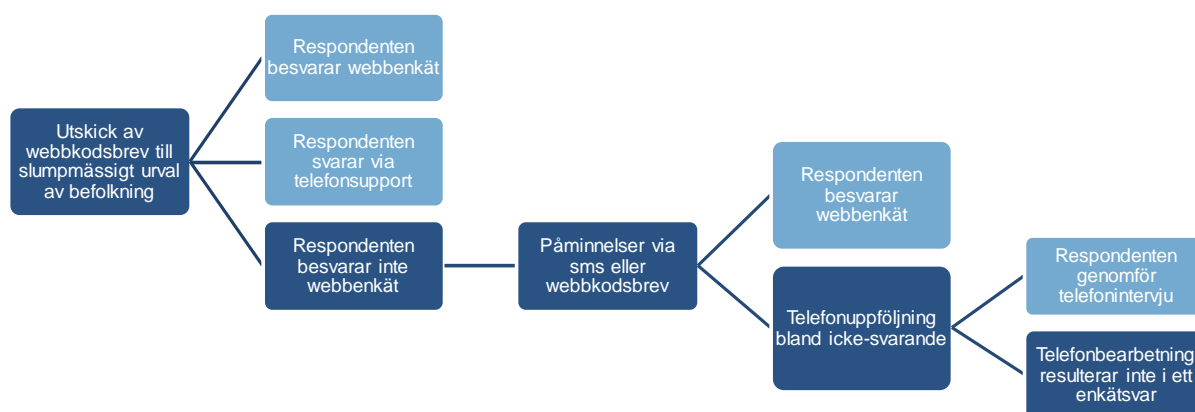 Utskick av
webbkodsbrev till
slumpmässigt urval
av befolkning
Respondenten
besvarar webbenkät
Respondenten
svarar via
telefonsupport
Respondenten
besvarar inte
webbenkät
Påminnelser via
sms eller
webbkodsbrev
Respondenten
besvarar
webbenkät
Telefonuppföljning
bland icke-svarande
Respondenten
genomför
telefonintervju
Telefonbearbetning
resulterar inte i ett
enkätsvar